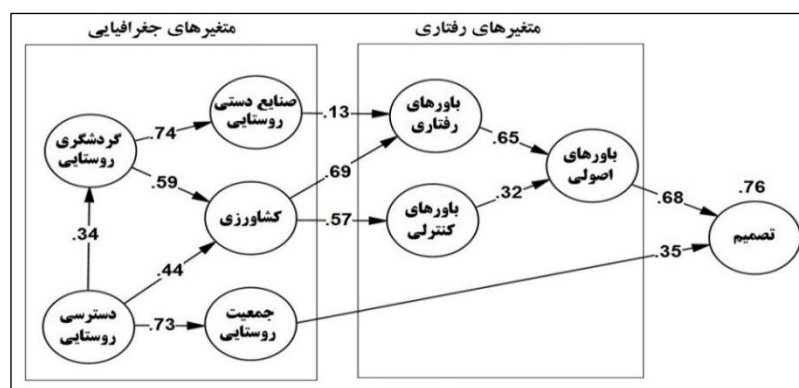 متغیرهای جغرافیایی
متغیرهای رفتاری
صنایع دستی
روستایی
گردشگری
روستایی
کشاورزی
دسترسی
روستایی
جمعیت
روستایی
باورهای
رفتاری
باورهای
کنترلی
باورهای
اصولی
تصمیم
.74
.59
.34
.44
.73
.13
.69
.57
.65
.32
.68
.76
.35